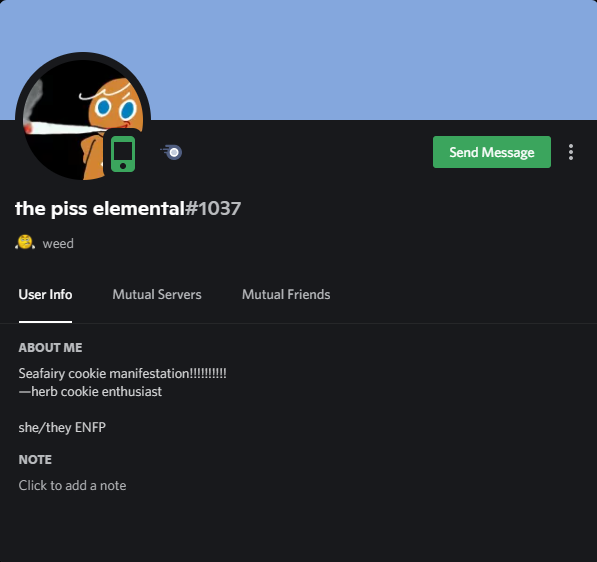 Send Message
the piss elemental#1037
weed
User Info
Mutual Servers
Mutual Friends
ABOUT ME
Seafairy cookie manifestation!!!!!!!!!!
—herb cookie enthusiast
she/they ENFP
NOTE
Click to add a note